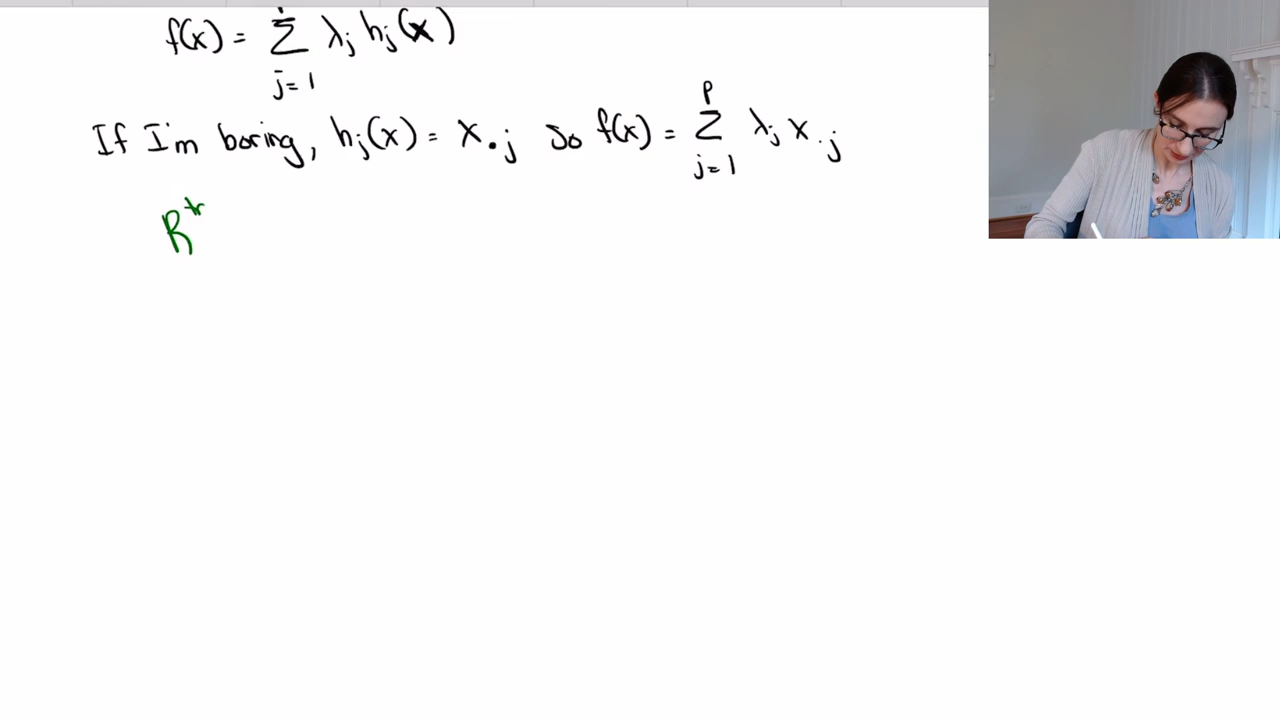 f(x) = Σ λj hj(x)
j=1
If I'm boring, hj(x) = x•j so f(x) = Σ λj x.j
p
j=1
R^tr